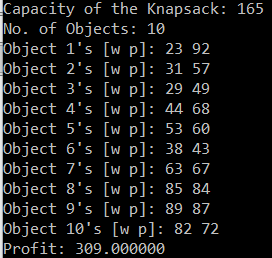 Capacity of the Knapsack: 165
No. of Objects: 10
Object 1's [w p]: 23 92
Object 2's [w p]: 31 57
Object 3's [w p]: 29 49
Object 4's [w p]: 44 68
Object 5's [w p]: 53 60
Object 6's [w p]: 38 43
Object 7's [w p]: 63 67
Object 8's [w p]: 85 84
Object 9's [w p]: 89 87
Object 10's [w p]: 82 72
Profit: 309.000000